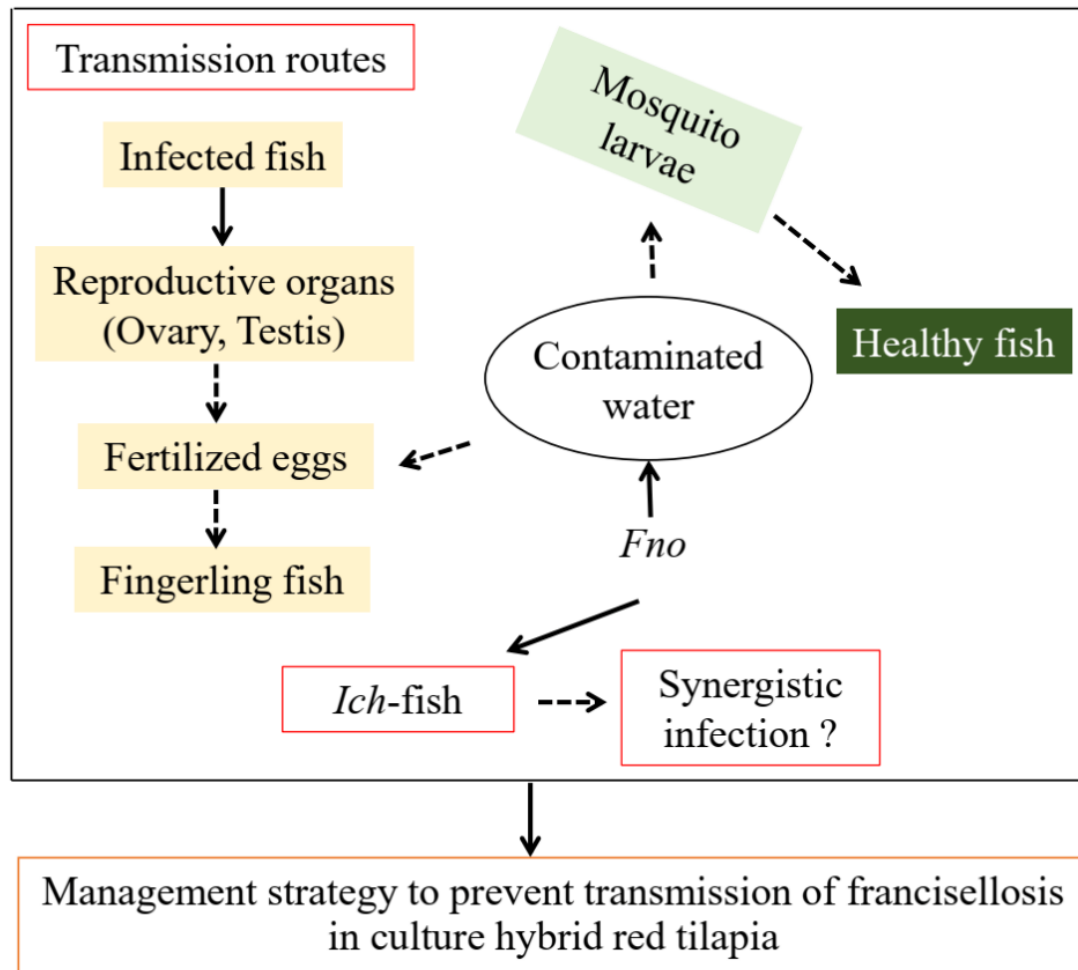 Transmission routes
Infected fish
Reproductive organs
(Ovary, Testis)
Fertilized eggs
Fingerling fish
Mosquito
larvae
Healthy fish
Contaminated
water
Fno
Ich-fish
Synergistic
infection ?
Management strategy to prevent transmission of francisellosis
in culture hybrid red tilapia